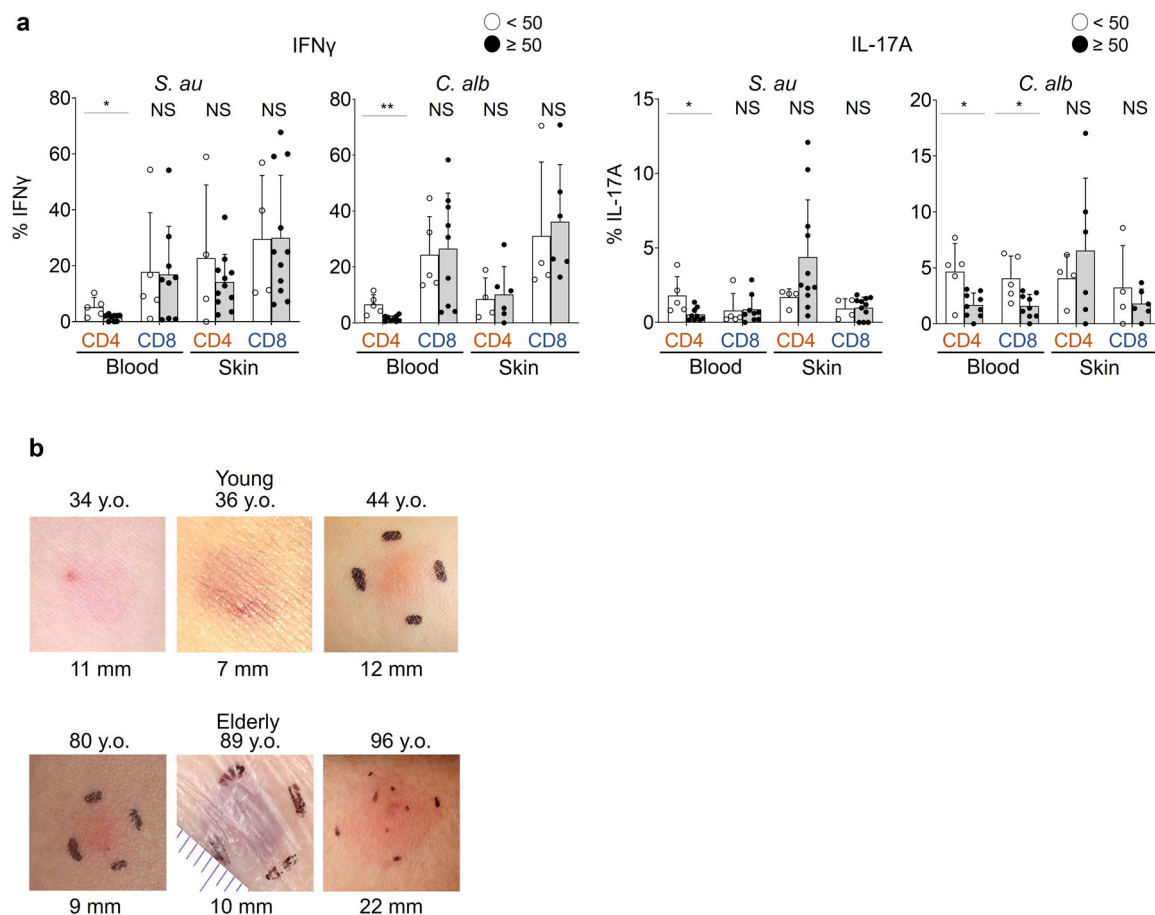 a
IFNγ
< 50
≥ 50
IL-17A
< 50
≥ 50
S. au
C. alb
S. au
C. alb
% IFNγ
80
60
40
20
0
* NS NS NS
CD4 CD8 CD4 CD8
Blood Skin
80
60
40
20
0
** NS NS NS
CD4 CD8 CD4 CD8
Blood Skin
% IL-17A
15
10
5
0
* NS NS NS
CD4 CD8 CD4 CD8
Blood Skin
20
15
10
5
0
* * NS NS
CD4 CD8 CD4 CD8
Blood Skin
b
Young
34 y.o. 36 y.o. 44 y.o.
11 mm 7 mm 12 mm
Elderly
80 y.o. 89 y.o. 96 y.o.
9 mm 10 mm 22 mm